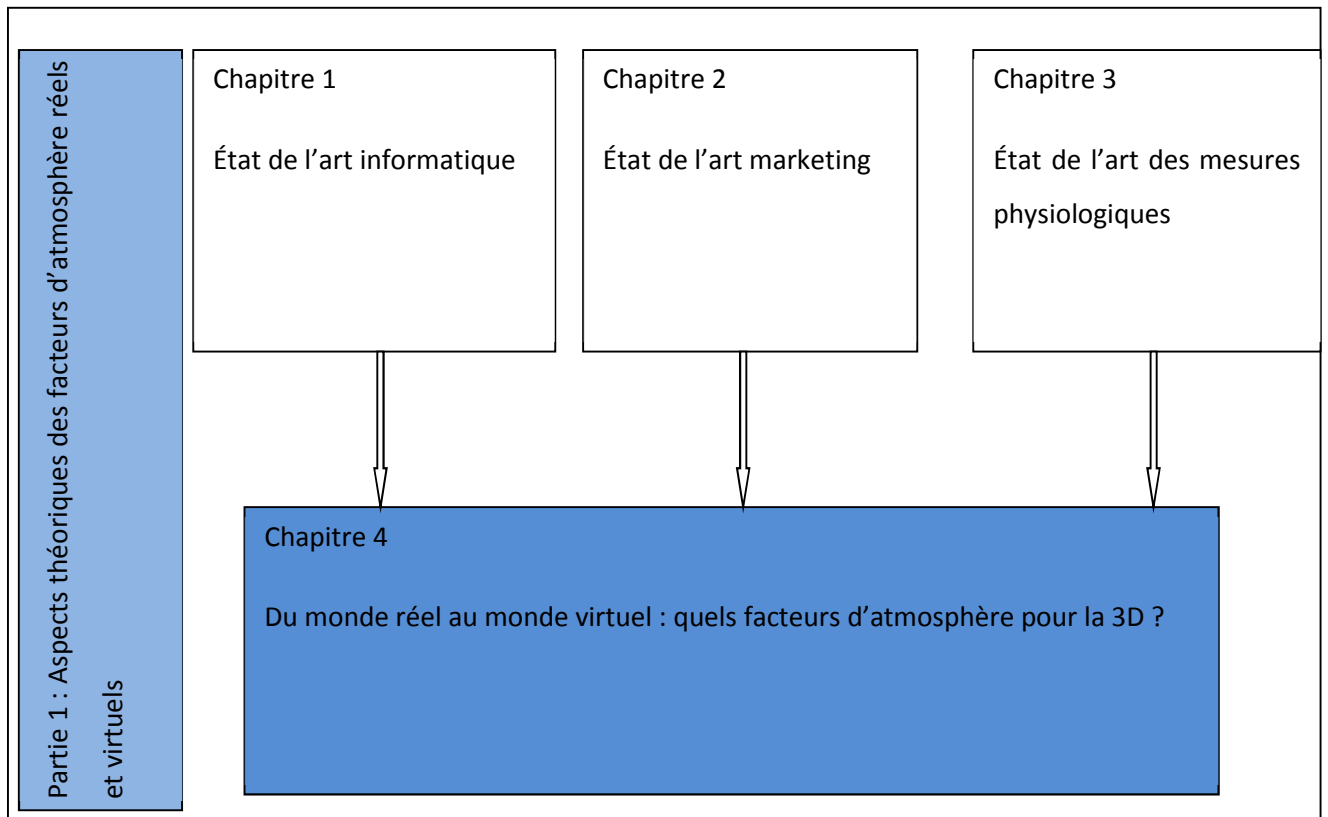 Partie 1 : Aspects théoriques des facteurs d’atmosphère réels
et virtuels
Chapitre 1
État de l’art informatique
Chapitre 2
État de l’art marketing
Chapitre 3
État de l’art des mesures
physiologiques
Chapitre 4
Du monde réel au monde virtuel : quels facteurs d’atmosphère pour la 3D ?